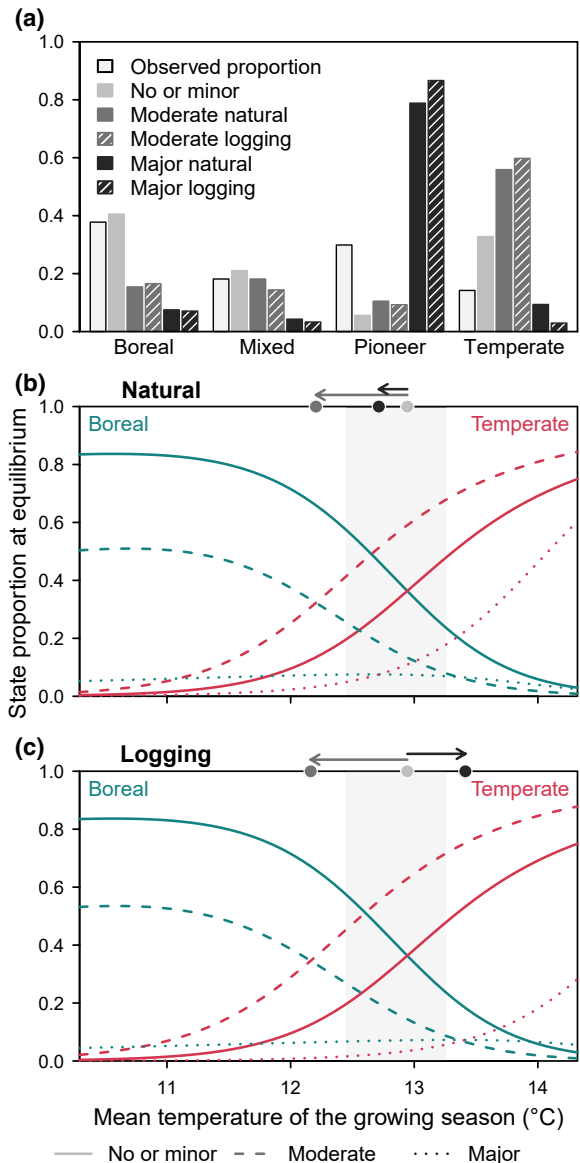 (a)
1.0
0.8
0.6
0.4
0.2
0.0
Observed proportion
No or minor
Moderate natural
Moderate logging
Major natural
Major logging
Boreal Mixed Pioneer Temperate
(b) Natural
1.0
0.8
0.6
0.4
0.2
0.0
Boreal Temperate
State proportion at equilibrium
(c) Logging
1.0
0.8
0.6
0.4
0.2
0.0
Boreal Temperate
11 12 13 14
Mean temperature of the growing season (°C)
No or minor Moderate Major